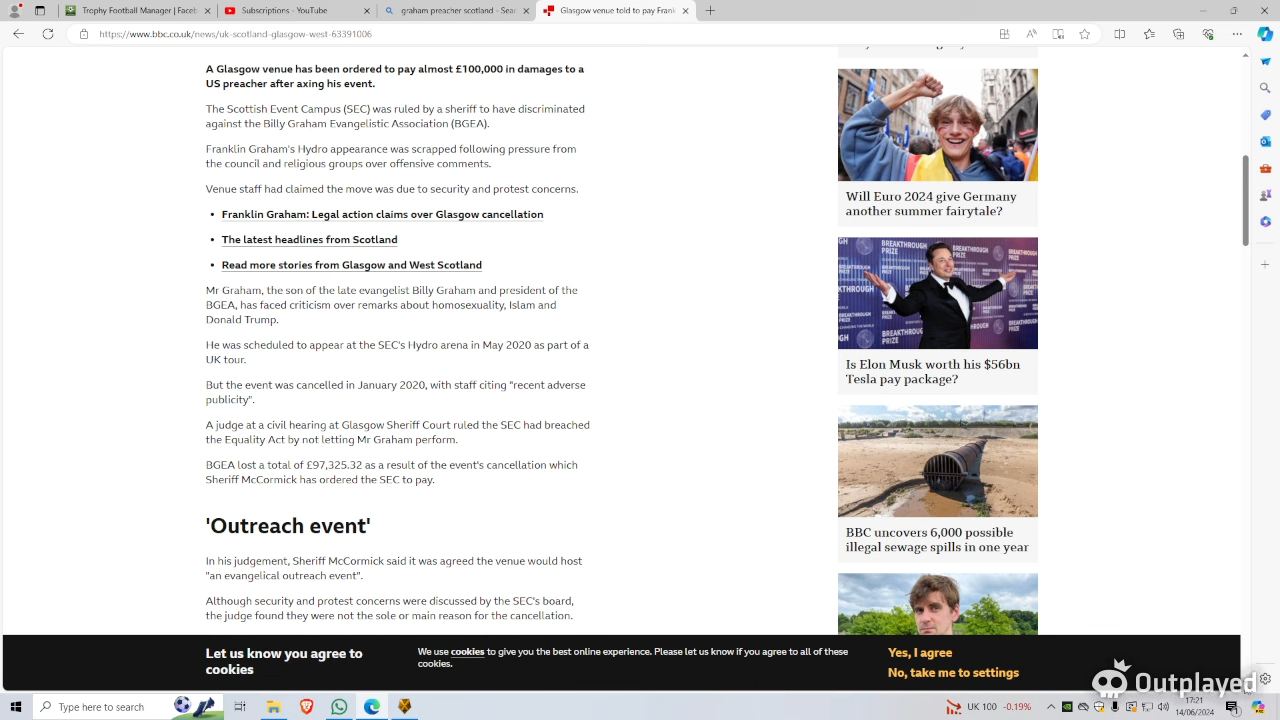 Trophy Football Manager Account
Subscriptions - YouTube
graham preacher scotland - Sear
Glasgow venue told to pay Frank
https://www.bbc.co.uk/news/uk-scotland-glasgow-west-63391006
A Glasgow venue has been ordered to pay almost £100,000 in damages to a
US preacher after axing his event.
The Scottish Event Campus (SEC) was ruled by a sheriff to have discriminated
against the Billy Graham Evangelistic Association (BGEA).
Franklin Graham's Hydro appearance was scrapped following pressure from
the council and religious groups over offensive comments.
Venue staff had claimed the move was due to security and protest concerns.
• Franklin Graham: Legal action claims over Glasgow cancellation
• The latest headlines from Scotland
• Read more stories from Glasgow and West Scotland
Mr Graham, the son of the late evangelist Billy Graham and president of the
BGEA, has faced criticism over remarks about homosexuality, Islam and
Donald Trump.
He was scheduled to appear at the SEC's Hydro arena in May 2020 as part of a
UK tour.
But the event was cancelled in January 2020, with staff citing "recent adverse
publicity".
A judge at a civil hearing at Glasgow Sheriff Court ruled the SEC had breached
the Equality Act by not letting Mr Graham perform.
BGEA lost a total of £97,325.32 as a result of the event's cancellation which
Sheriff McCormick has ordered the SEC to pay.
'Outreach event'
In his judgement, Sheriff McCormick said it was agreed the venue would host
"an evangelical outreach event".
Although security and protest concerns were discussed by the SEC's board,
the judge found they were not the sole or main reason for the cancellation.
Will Euro 2024 give Germany
another summer fairytale?
BREAKTHROUGH
PRIZE
Is Elon Musk worth his $56bn
Tesla pay package?
BBC uncovers 6,000 possible
illegal sewage spills in one year
Let us know you agree to
cookies
We use cookies to give you the best online experience. Please let us know if you agree to all of these
cookies.
Yes, I agree
No, take me to settings
Outplayed
Type here to search
UK 100 -0.19%
17:21
14/06/2024